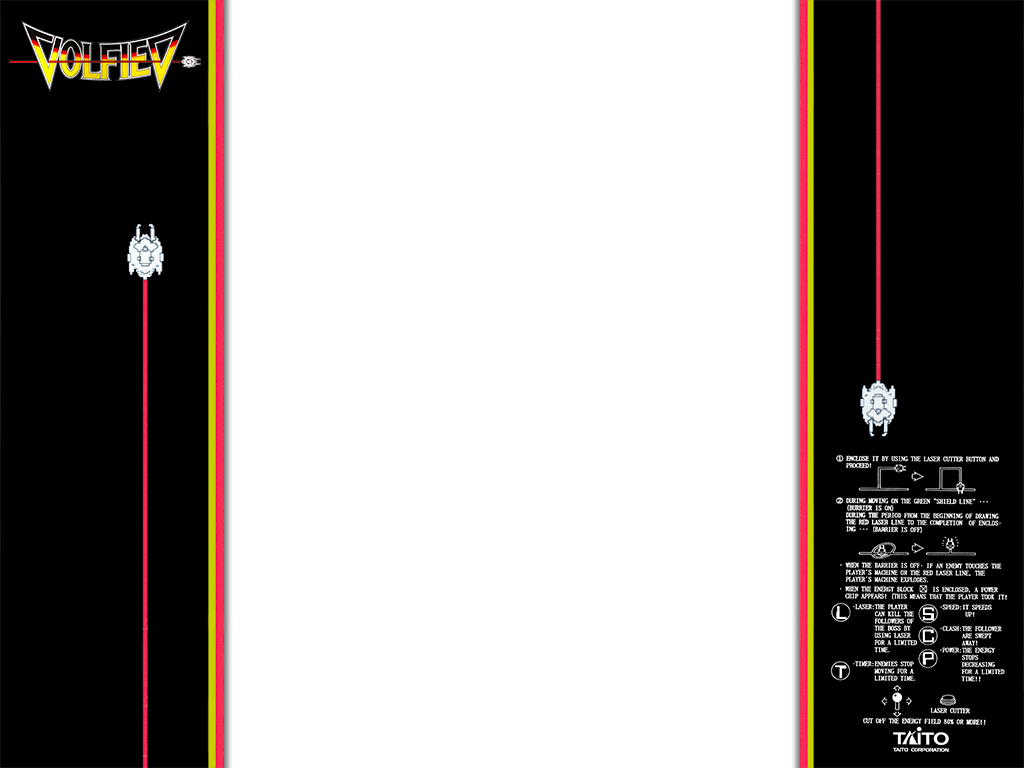 VOLFIED
① ENCLOSE IT BY USING THE LASER CUTTER BUTTON AND
PROCEED!
② DURING MOVING ON THE GREEN "SHIELD LINE" ···
(BURRIER IS ON)
DURING THE PERIOD FROM THE BEGINNING OF DRAWING
THE RED LASER LINE TO THE COMPLETION OF ENCLOS-
ING ··· (BARRIER IS OFF)
· WHEN THE BARRIER IS OFF· IF AN ENEMY TOUCHES THE
PLAYER'S MACHINE OR THE RED LASER LINE, THE
PLAYER'S MACHINE EXPLODES.
· WHEN THE ENERGY BLOCK IS ENCLOSED, A POWER
CHIP APPEARS! (THIS MEANS THAT THE PLAYER TOOK IT!
L ·LASER:THE PLAYER
CAN KILL THE
FOLLOWERS OF
THE BOSS BY
USING LASER
FOR A LIMITED
TIME.
T ·TIMER:ENEMIES STOP
MOVING FOR A
LIMITED TIME.
S ·SPEED:IT SPEEDS
UP!
C ·CLASH:THE FOLLOWER
ARE SWEPT
AWAY!
P ·POWER:THE ENERGY
STOPS
DECREASING
FOR A LIMITED
TIME!!
LASER CUTTER
CUT OFF THE ENERGY FIELD 80% OR MORE!!
TAITO
TAITO CORPORATION